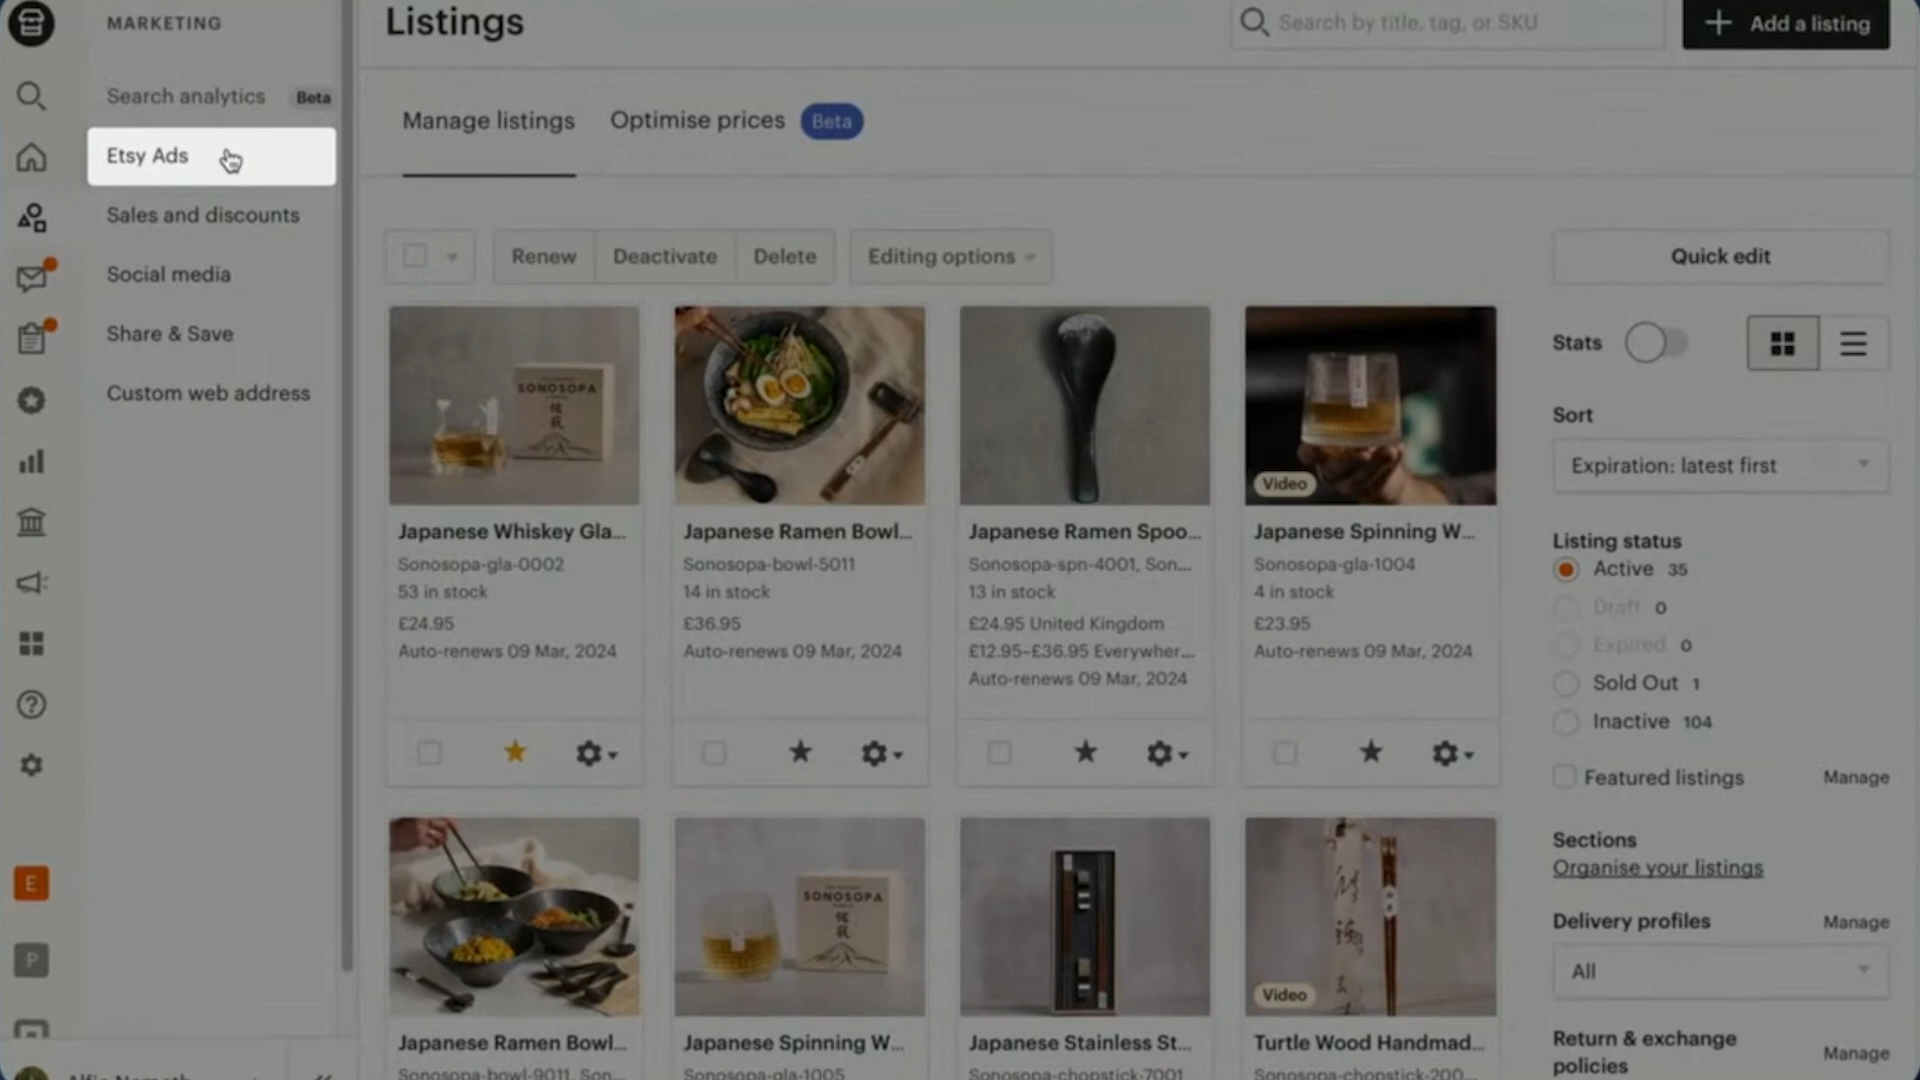 MARKETING
Search analytics Beta
Etsy Ads
Sales and discounts
Social media
Share & Save
Custom web address
E
P
Listings
Search by title, tag, or SKU
+ Add a listing
Manage listings
Optimise prices Beta
Renew
Deactivate
Delete
Editing options
SONOSOPA
Japanese Whiskey Gla...
Sonosopa-gla-0002
53 in stock
£24.95
Auto-renews 09 Mar, 2024
Japanese Ramen Bowl...
Sonosopa-bowl-5011
14 in stock
£36.95
Auto-renews 09 Mar, 2024
Japanese Ramen Spoo...
Sonosopa-spn-4001, Son...
13 in stock
£24.95 United Kingdom
£12.95–£36.95 Everywher...
Auto-renews 09 Mar, 2024
Video
Japanese Spinning W...
Sonosopa-gla-1004
4 in stock
£23.95
Auto-renews 09 Mar, 2024
Japanese Ramen Bowl...
Sonosopa-bowl-9011, Son...
SONOSOPA
Japanese Spinning W...
Sonosopa-gla-1005
Japanese Stainless St...
Sonosopa-chopstick-7001
Video
Turtle Wood Handmad...
Sonosopa-chopstick-200...
Quick edit
Stats
Sort
Expiration: latest first
Listing status
Active 35
Draft 0
Expired 0
Sold Out 1
Inactive 104
Featured listings Manage
Sections
Organise your listings
Delivery profiles Manage
All
Return & exchange
policies Manage